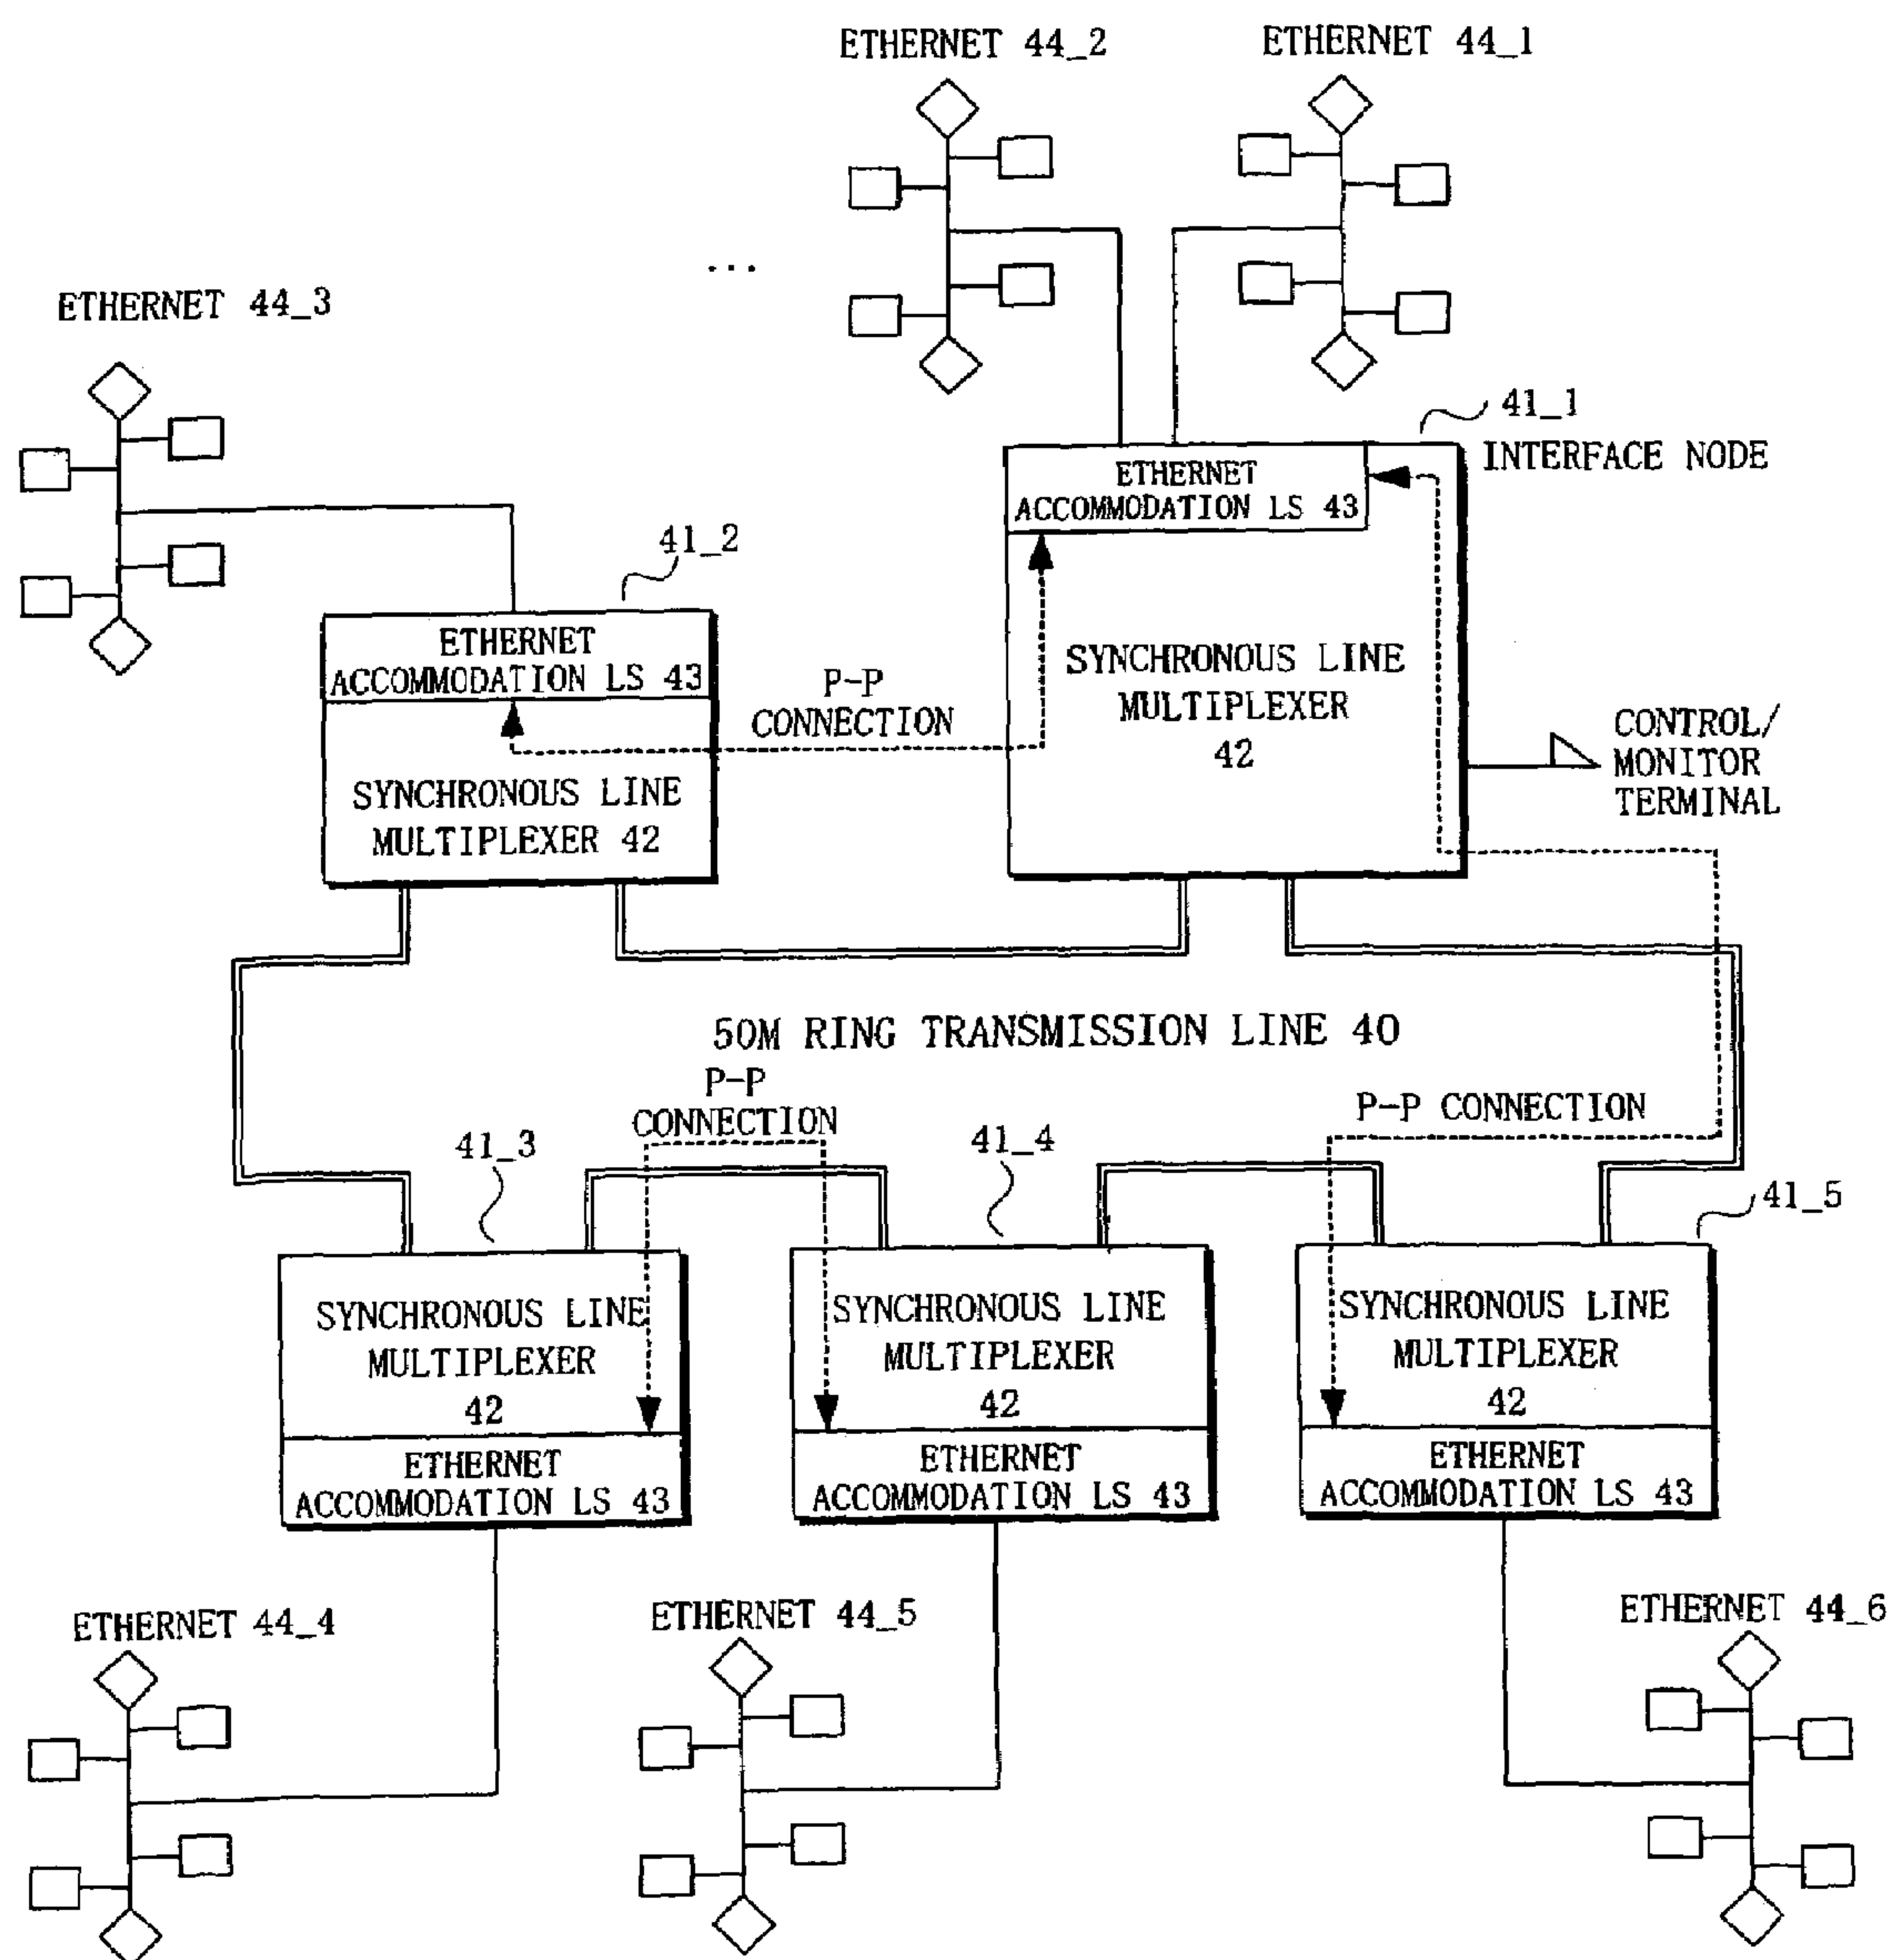 ETHERNET 44_2
ETHERNET 44_1
...
ETHERNET 44_3
41_1
INTERFACE NODE
ETHERNET
ACCOMMODATION LS 43
41_2
ETHERNET
ACCOMMODATION LS 43
P-P
CONNECTION
SYNCHRONOUS LINE
MULTIPLEXER
42
CONTROL/
MONITOR
TERMINAL
SYNCHRONOUS LINE
MULTIPLEXER 42
50M RING TRANSMISSION LINE 40
P-P
CONNECTION
P-P CONNECTION
41_3
41_4
41_5
SYNCHRONOUS LINE
MULTIPLEXER
42
ETHERNET
ACCOMMODATION LS 43
SYNCHRONOUS LINE
MULTIPLEXER
42
ETHERNET
ACCOMMODATION LS 43
SYNCHRONOUS LINE
MULTIPLEXER
42
ETHERNET
ACCOMMODATION LS 43
ETHERNET 44_4
ETHERNET 44_5
ETHERNET 44_6